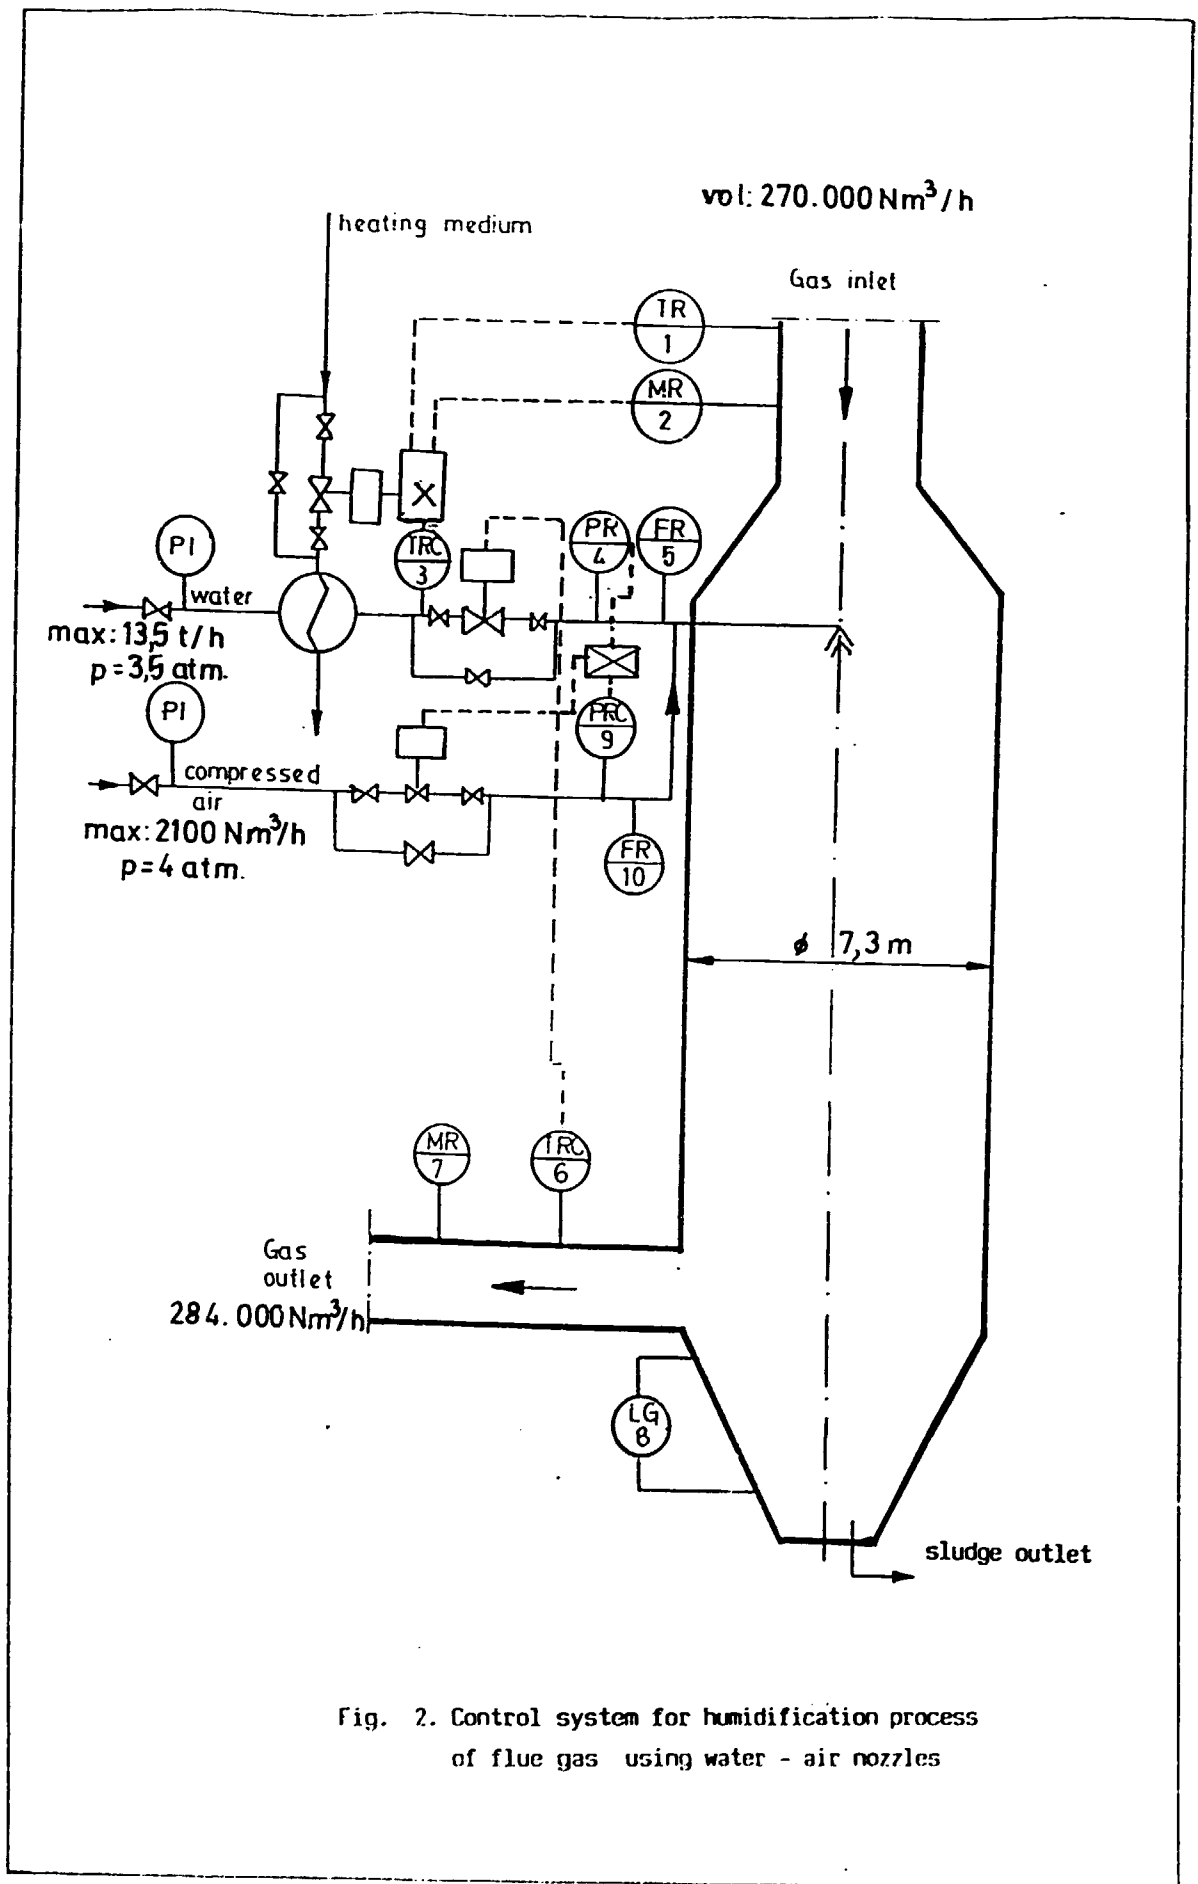 vol: 270.000 Nm³/h
heating medium
Gas inlet
TR
1
MR
2
PR
4
FR
5
TRC
3
PI
water
max: 13,5 t/h
p = 3,5 atm.
PI
PRC
9
compressed
air
max: 2100 Nm³/h
p = 4 atm.
FR
10
ϕ 7,3 m
MR
7
TRC
6
Gas
outlet
284.000 Nm³/h
LG
8
sludge outlet
Fig. 2. Control system for humidification process
of flue gas using water - air nozzles